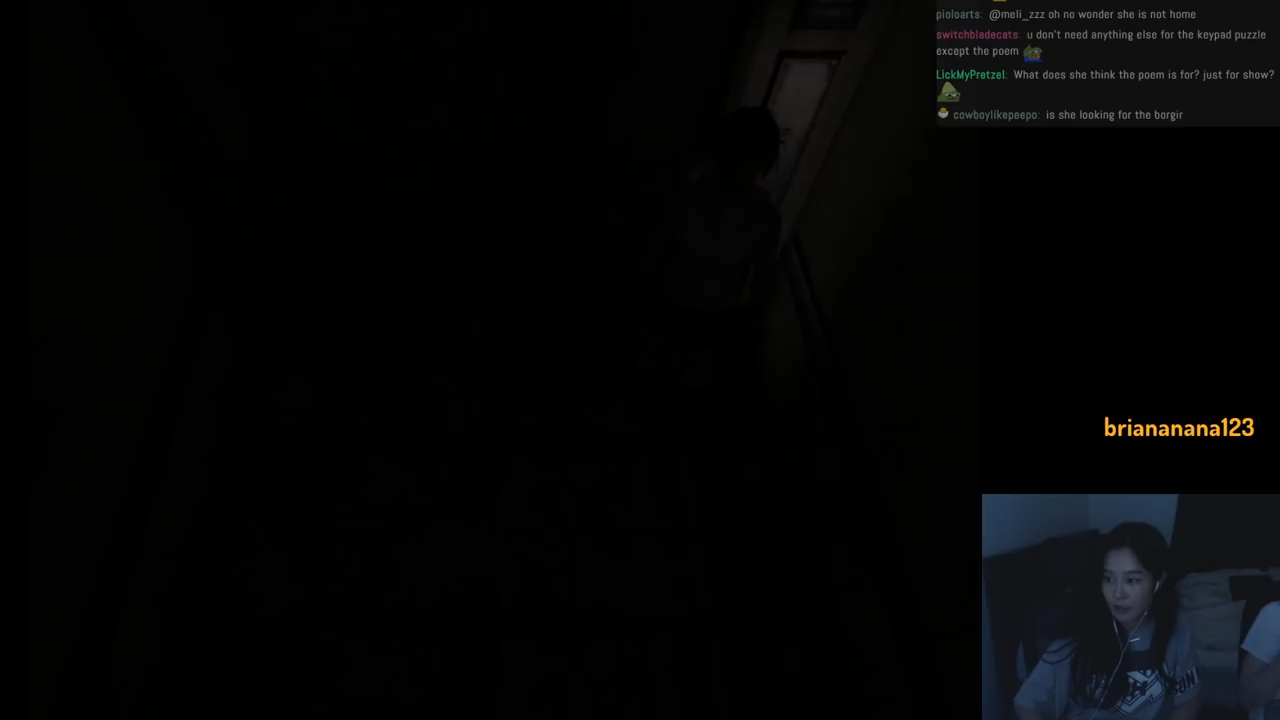 pioloarts: @meli_zzz oh no wonder she is not home
switchbladecats: u don't need anything else for the keypad puzzle
except the poem
LickMyPretzel: What does she think the poem is for? just for show?
cowboylikepeepo: is she looking for the borgir
briananana123